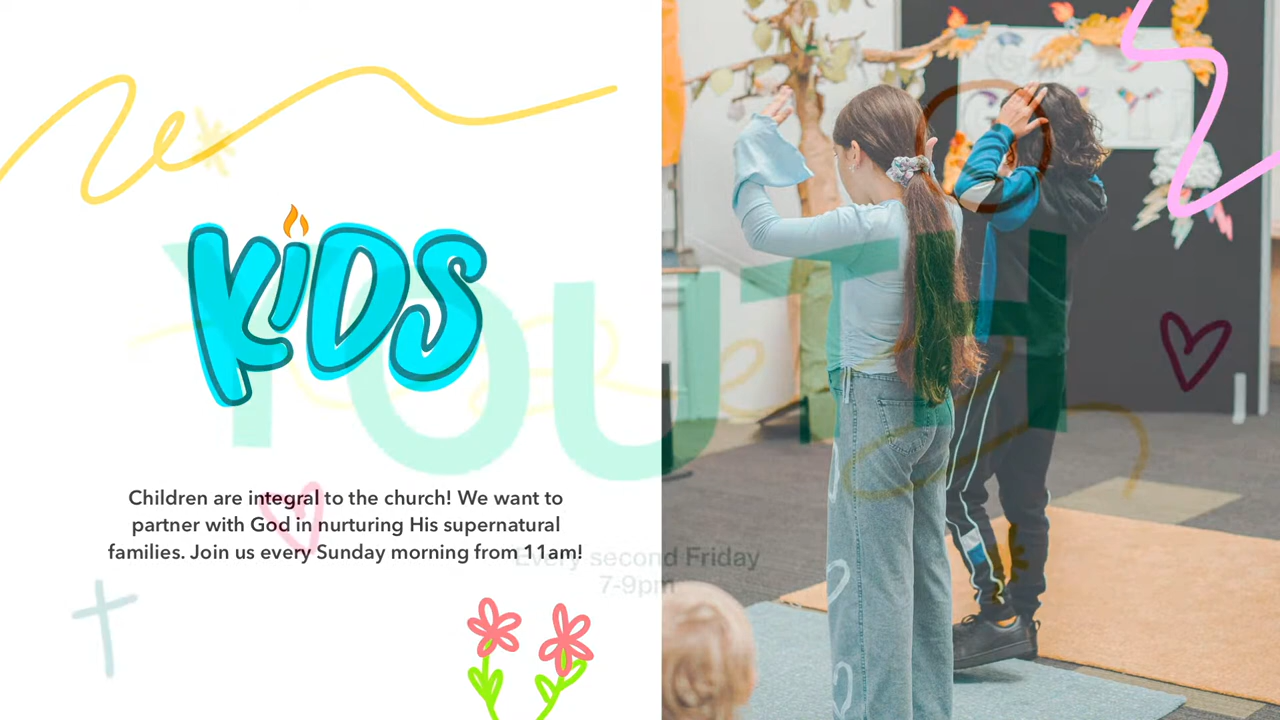 KiDS
YOUTH
Children are integral to the church! We want to
partner with God in nurturing His supernatural
families. Join us every Sunday morning from 11am!
Every second Friday
7-9pm